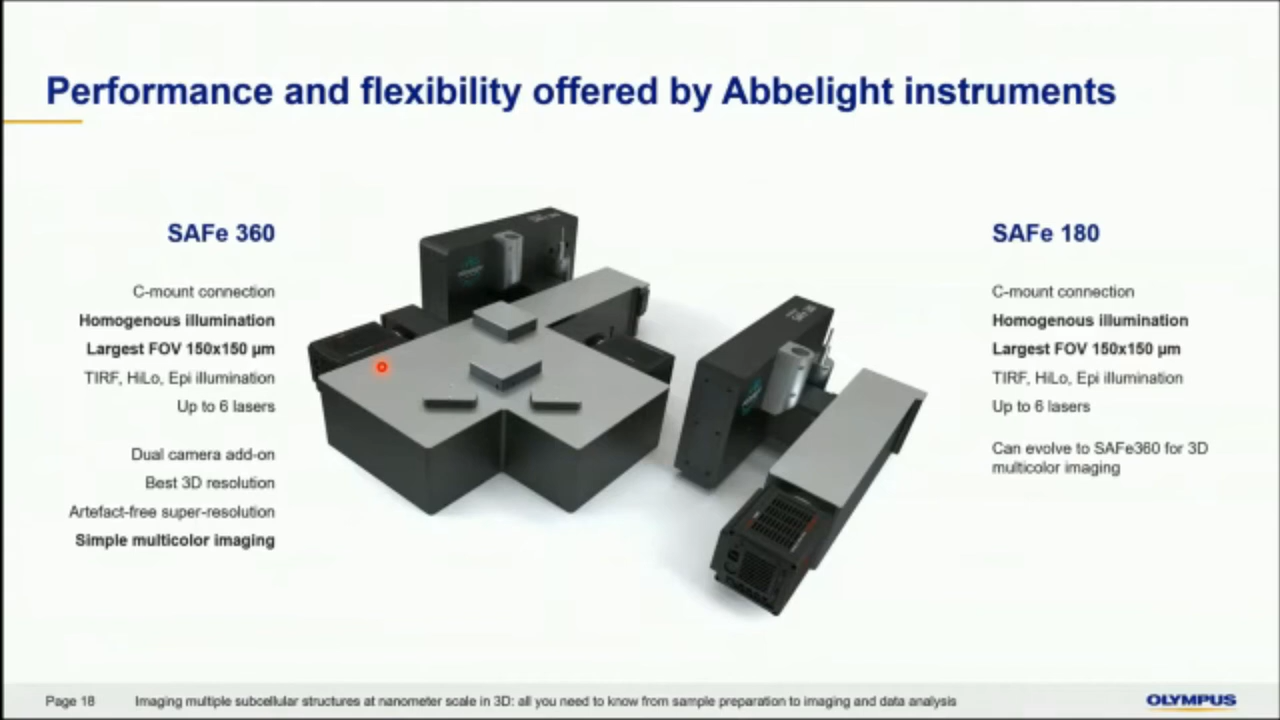 Performance and flexibility offered by Abbelight instruments
SAFe 360
C-mount connection
Homogenous illumination
Largest FOV 150x150 µm
TIRF, HiLo, Epi illumination
Up to 6 lasers
Dual camera add-on
Best 3D resolution
Artefact-free super-resolution
Simple multicolor imaging
SAFe 180
C-mount connection
Homogenous illumination
Largest FOV 150x150 µm
TIRF, HiLo, Epi illumination
Up to 6 lasers
Can evolve to SAFe360 for 3D
multicolor imaging
Page 18
Imaging multiple subcellular structures at nanometer scale in 3D: all you need to know from sample preparation to imaging and data analysis
OLYMPUS